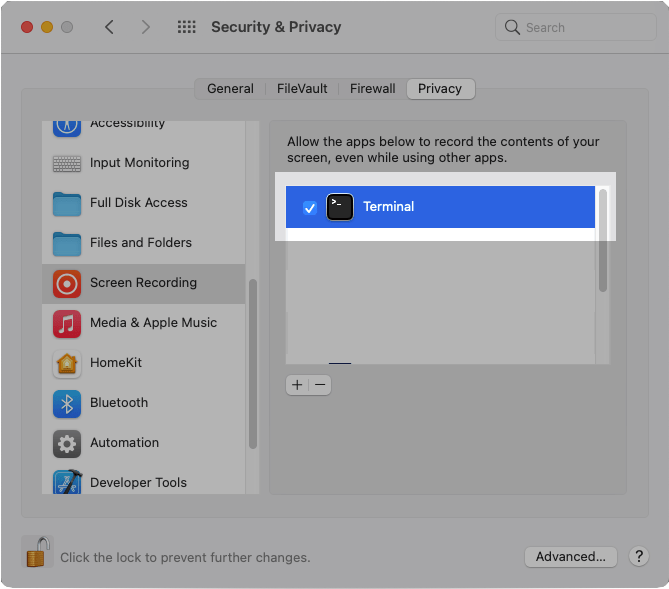 Security & Privacy
Search
General
FileVault
Firewall
Privacy
Accessibility
Input Monitoring
Full Disk Access
Files and Folders
Screen Recording
Media & Apple Music
HomeKit
Bluetooth
Automation
Developer Tools
Allow the apps below to record the contents of your
screen, even while using other apps.
>_
Terminal
+ −
Click the lock to prevent further changes.
Advanced...
?